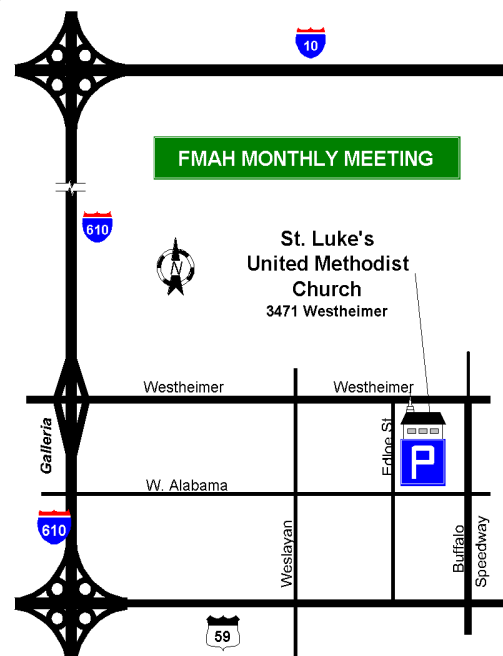 10
FMAH MONTHLY MEETING
610
N
St. Luke's
United Methodist
Church
3471 Westheimer
Westheimer
Westheimer
Galleria
Edloe St
P
W. Alabama
610
Weslayan
Buffalo
Speedway
59